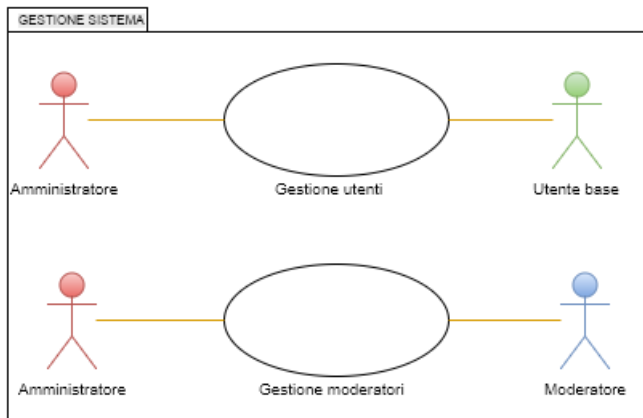 GESTIONE SISTEMA
Amministratore
Gestione utenti
Utente base
Amministratore
Gestione moderatori
Moderatore